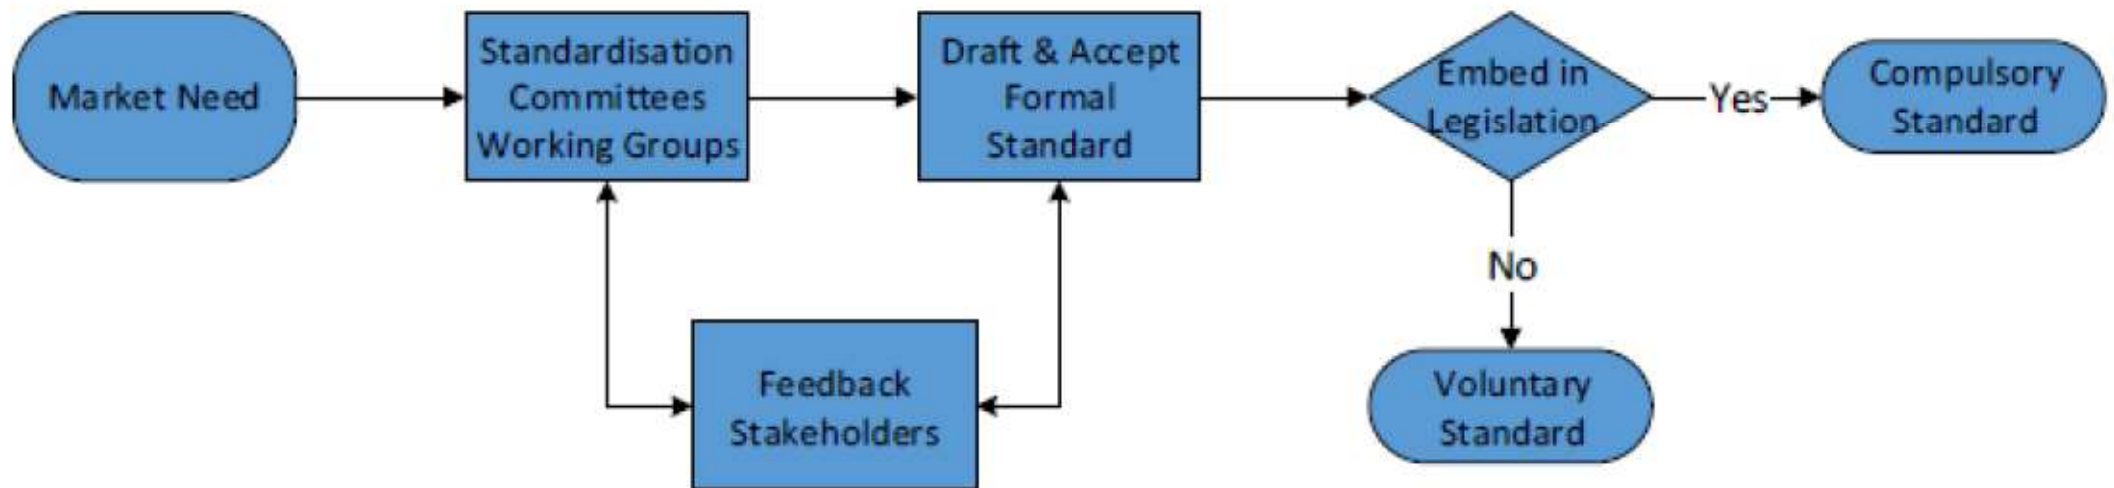 Market Need
Standardisation
Committees
Working Groups
Draft & Accept
Formal
Standard
Embed in
Legislation
Yes
Compulsory
Standard
No
Voluntary
Standard
Feedback
Stakeholders